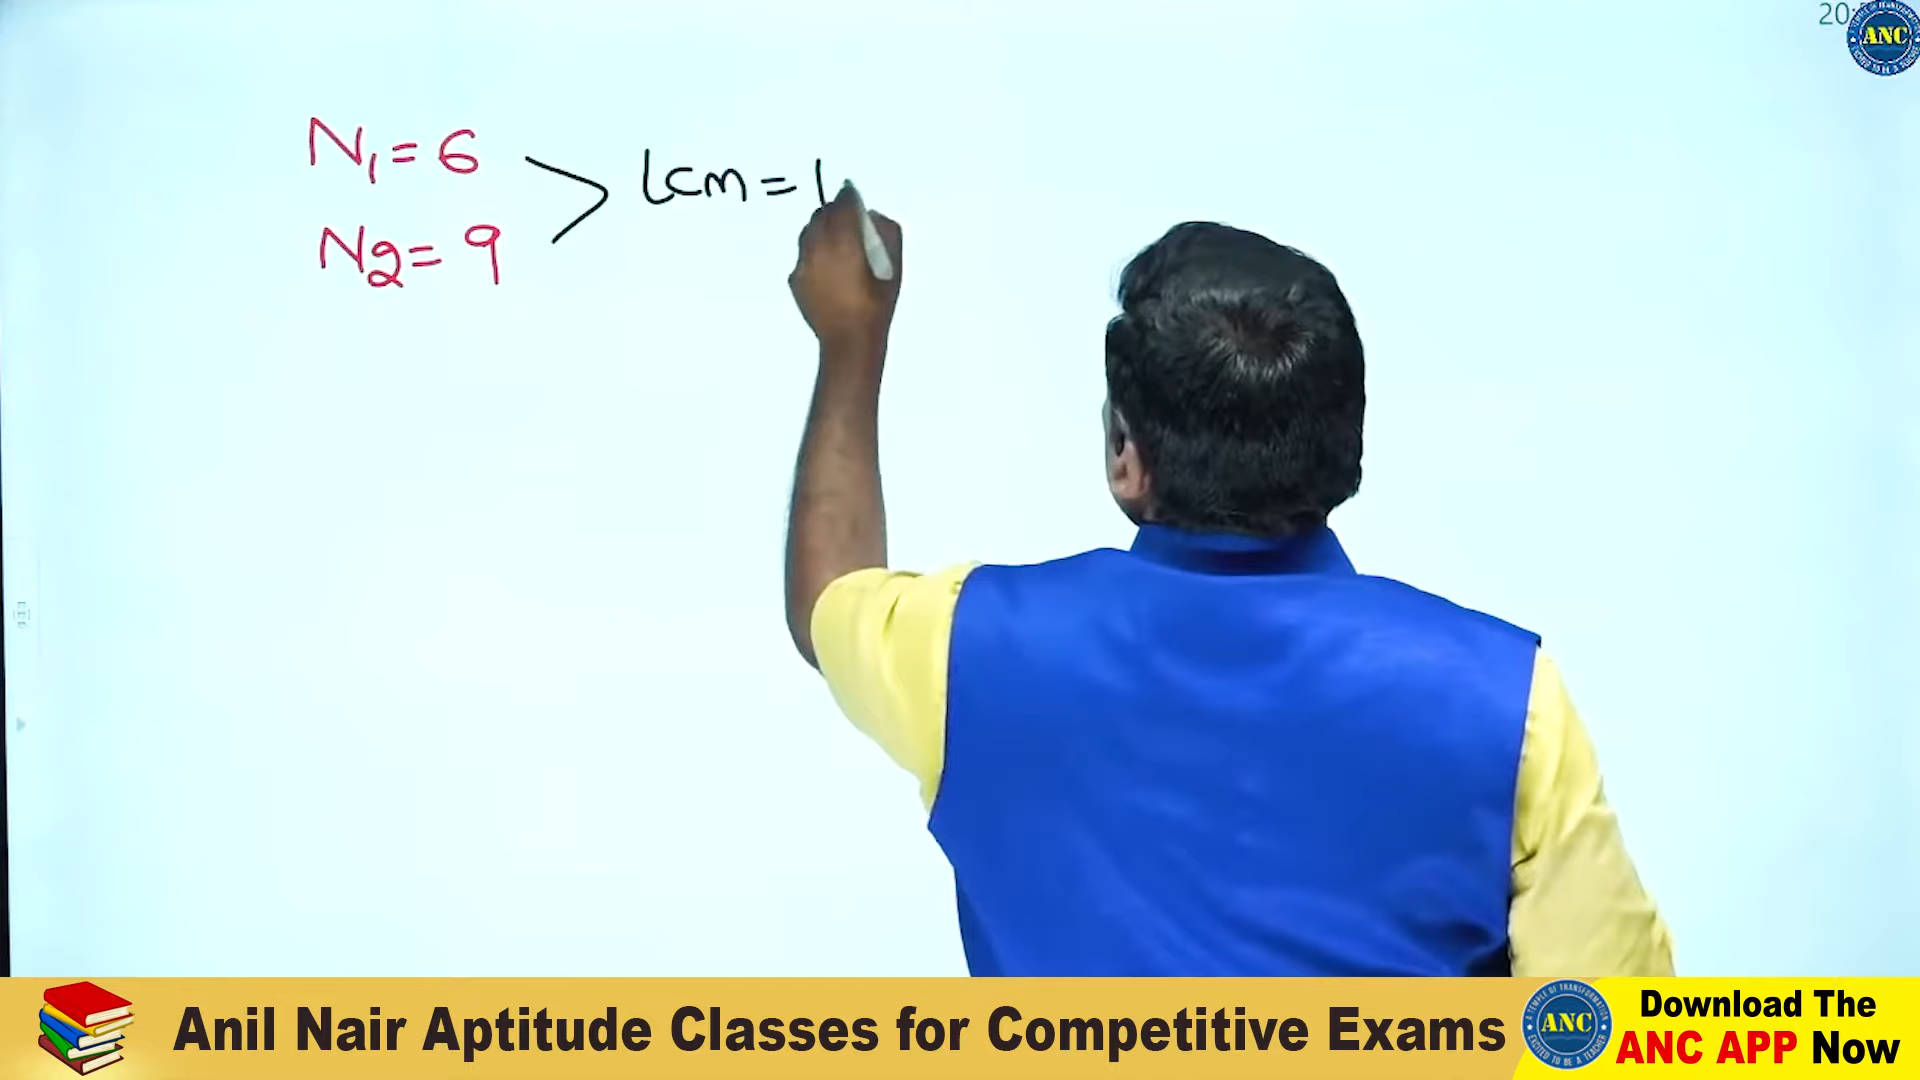 20:
ANC
N1 = 6
LCM = 1
N2 = 9
Anil Nair Aptitude Classes for Competitive Exams
ANC
Download The
ANC APP Now